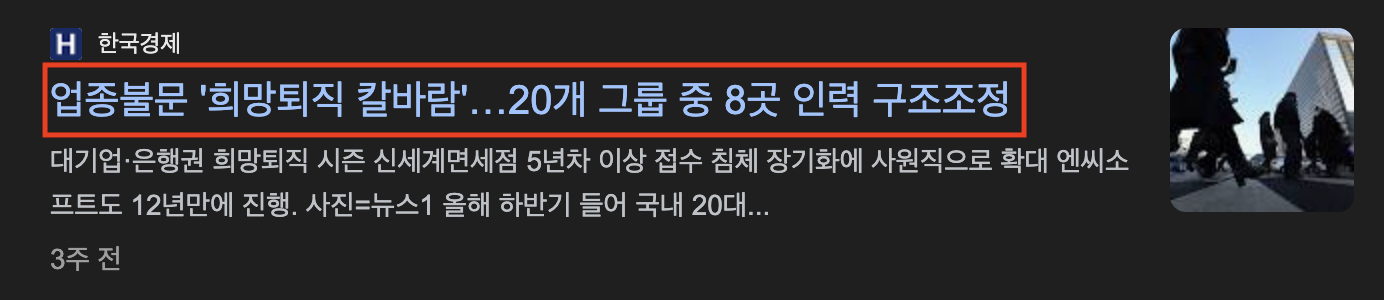 H 한국경제
업종불문 '희망퇴직 칼바람'...20개 그룹 중 8곳 인력 구조조정
대기업·은행권 희망퇴직 시즌 신세계면세점 5년차 이상 접수 침체 장기화에 사원직으로 확대 엔씨소
프트도 12년만에 진행. 사진=뉴스1 올해 하반기 들어 국내 20대...
3주 전